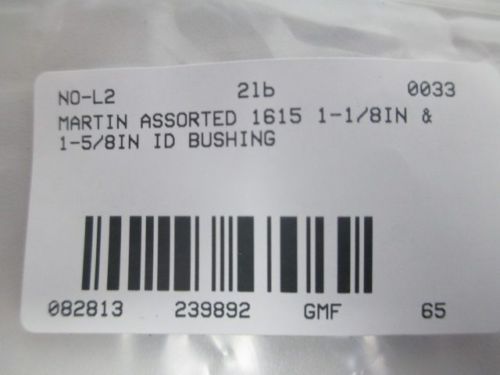 NO-L2 2lb 0033
MARTIN ASSORTED 1615 1-1/8IN &
1-5/8IN ID BUSHING
082813 239892 GMF 65